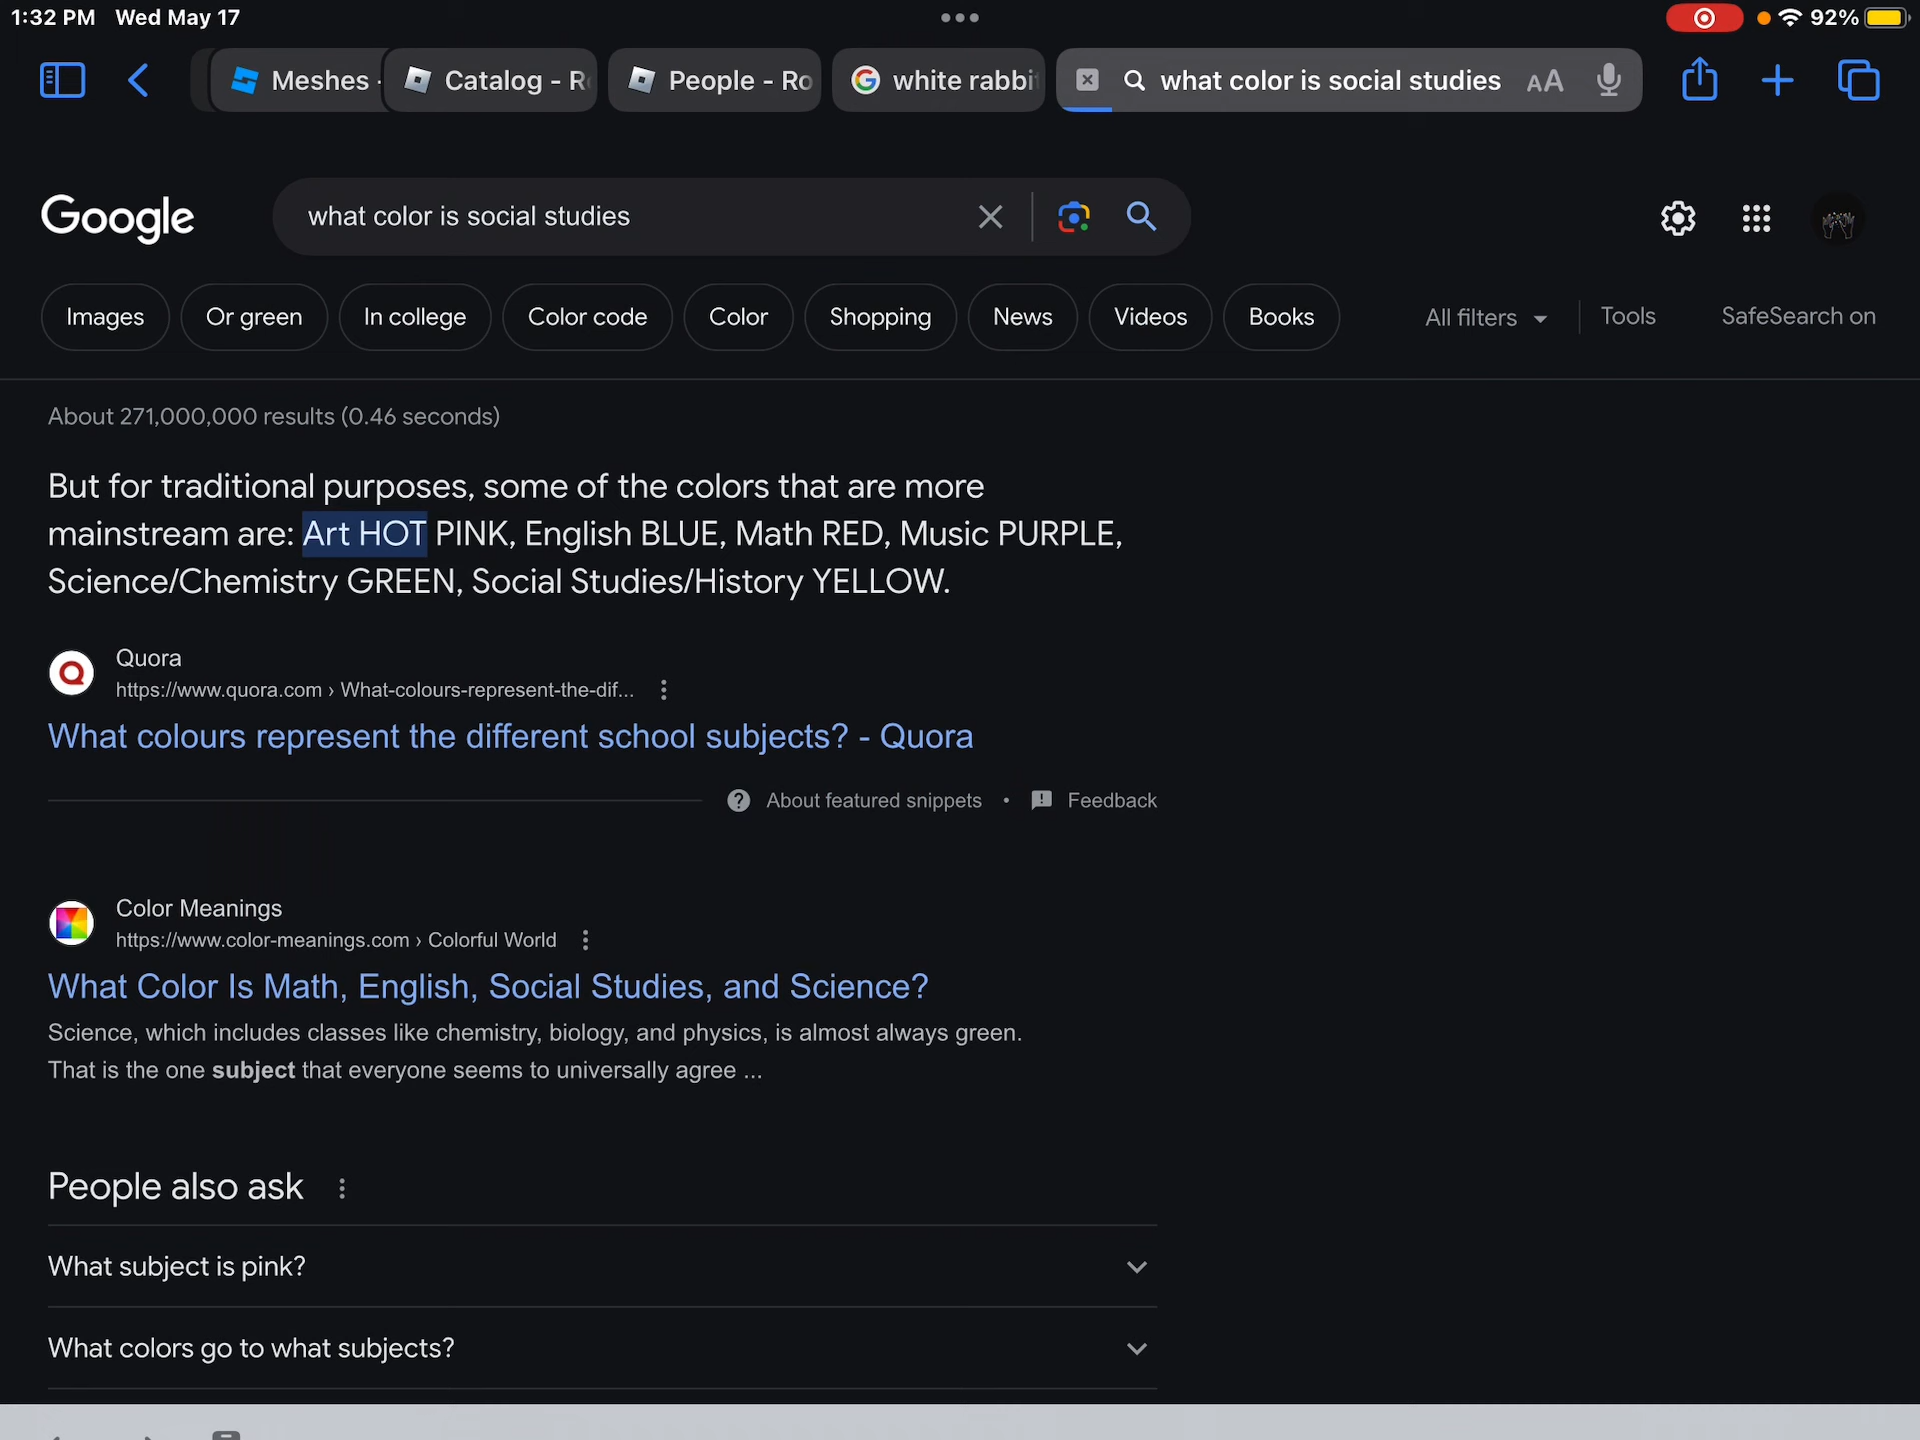 1:32 PM Wed May 17
92%
Meshes
Catalog - R
People - Ro
white rabbi
what color is social studies
AA
Google
what color is social studies
Images
Or green
In college
Color code
Color
Shopping
News
Videos
Books
All filters
Tools
SafeSearch on
About 271,000,000 results (0.46 seconds)
But for traditional purposes, some of the colors that are more
mainstream are: Art HOT PINK, English BLUE, Math RED, Music PURPLE,
Science/Chemistry GREEN, Social Studies/History YELLOW.
Quora
https://www.quora.com › What-colours-represent-the-dif...
What colours represent the different school subjects? - Quora
About featured snippets • Feedback
Color Meanings
https://www.color-meanings.com › Colorful World
What Color Is Math, English, Social Studies, and Science?
Science, which includes classes like chemistry, biology, and physics, is almost always green.
That is the one subject that everyone seems to universally agree ...
People also ask
What subject is pink?
What colors go to what subjects?